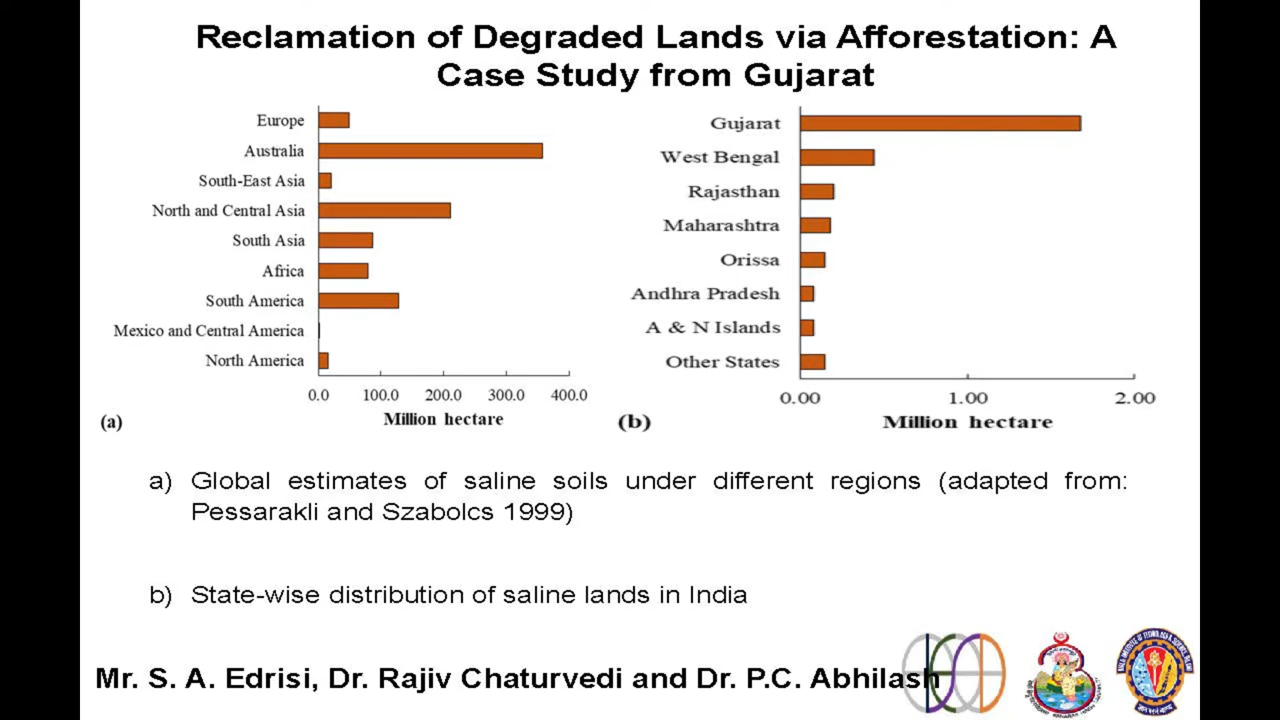 Reclamation of Degraded Lands via Afforestation: A
Case Study from Gujarat
Europe
Australia
South-East Asia
North and Central Asia
South Asia
Africa
South America
Mexico and Central America
North America
0.0 100.0 200.0 300.0 400.0
Million hectare
(a)
Gujarat
West Bengal
Rajasthan
Maharashtra
Orissa
Andhra Pradesh
A & N Islands
Other States
0.00 1.00 2.00
Million hectare
(b)
a) Global estimates of saline soils under different regions (adapted from:
Pessarakli and Szabolcs 1999)
b) State-wise distribution of saline lands in India
Mr. S. A. Edrisi, Dr. Rajiv Chaturvedi and Dr. P.C. Abhilash